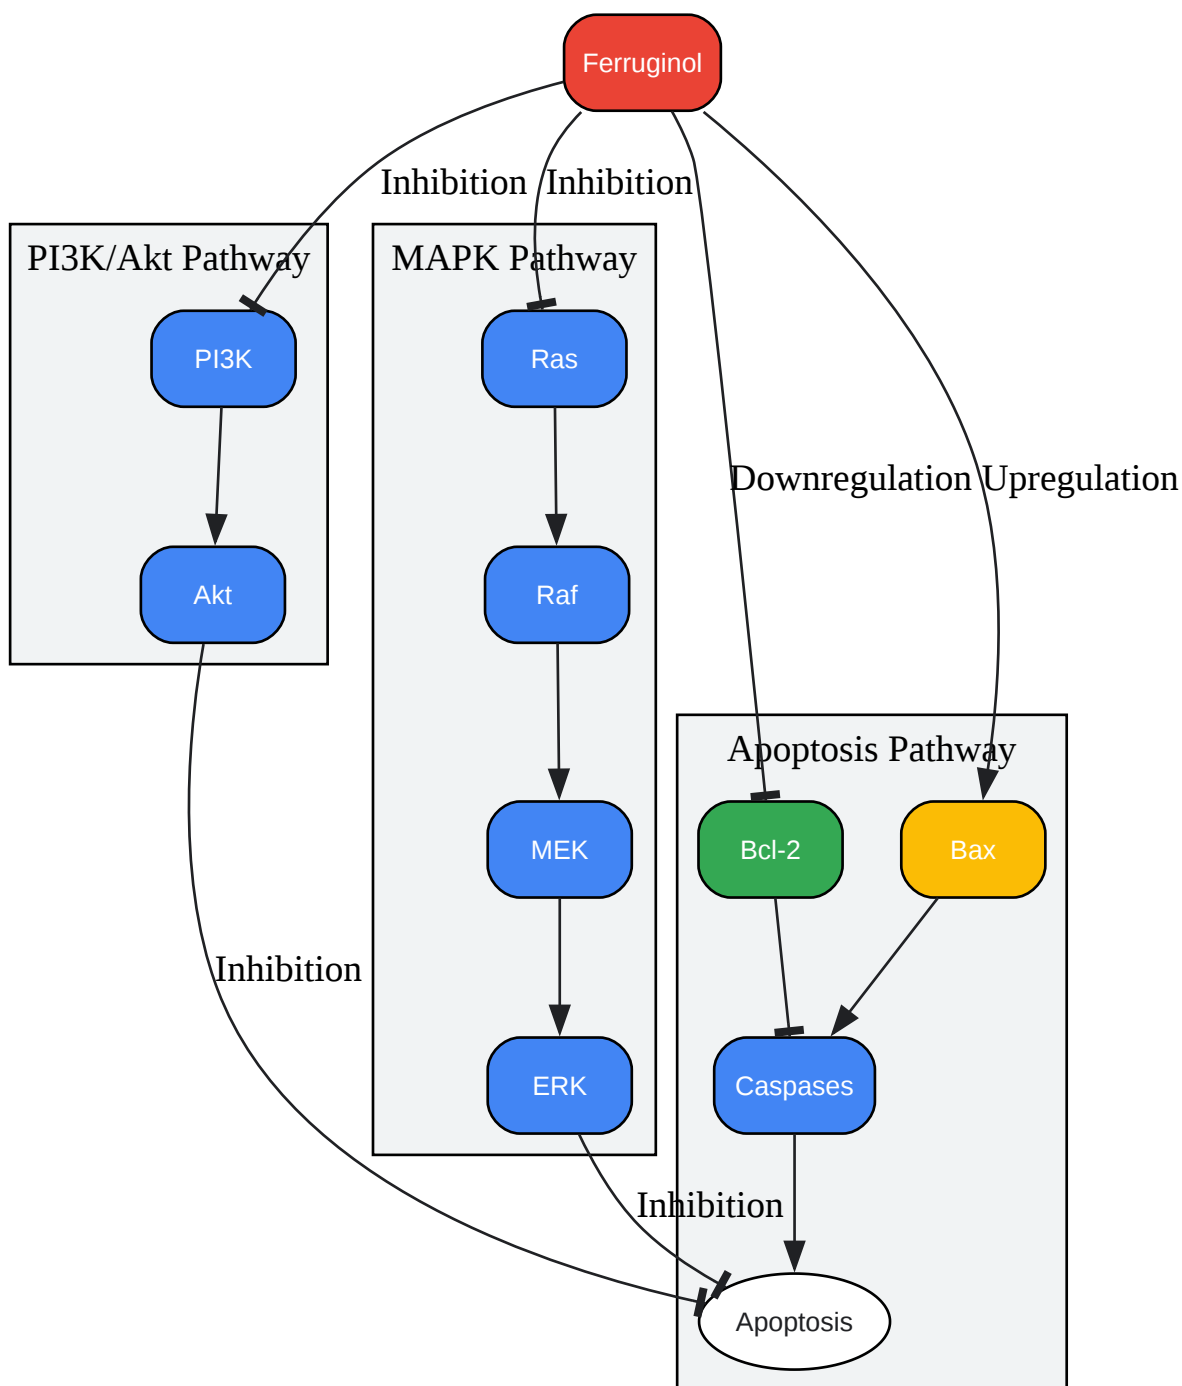 Ferruginol
Inhibition
Inhibition
PI3K/Akt Pathway
MAPK Pathway
PI3K
Ras
Downregulation
Upregulation
Akt
Raf
Apoptosis Pathway
MEK
Bcl-2
Bax
Inhibition
ERK
Caspases
Inhibition
Apoptosis